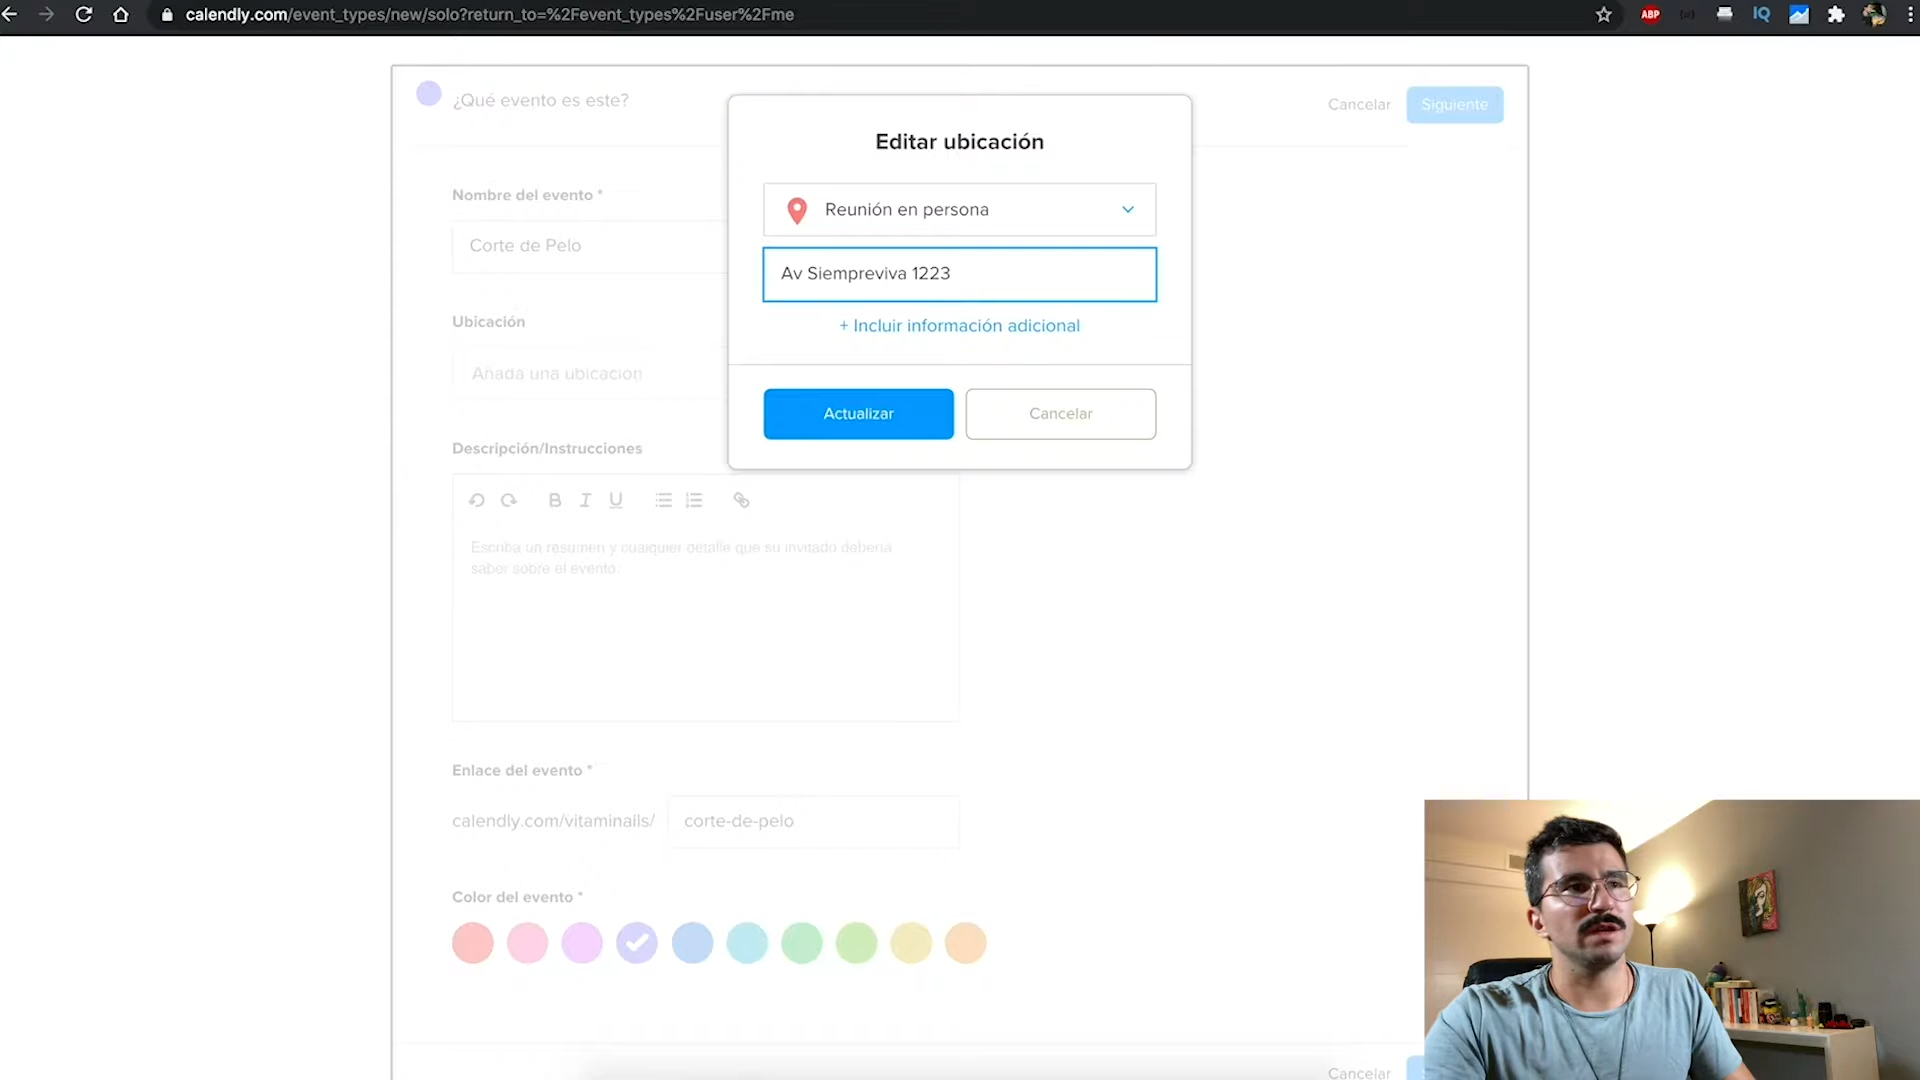 calendly.com/event_types/new/solo?return_to=%2Fevent_types%2Fuser%2Fme
ABP
IQ
¿Qué evento es este?
Cancelar
Siguiente
Editar ubicación
Reunión en persona
Av Siempreviva 1223
+ Incluir información adicional
Actualizar
Cancelar
Nombre del evento *
Corte de Pelo
Ubicación
Añada una ubicación
Descripción/Instrucciones
B I U
Escriba un resumen y cualquier detalle que su invitado debería
saber sobre el evento.
Enlace del evento *
calendly.com/vitaminails/
corte-de-pelo
Color del evento *
Cancelar